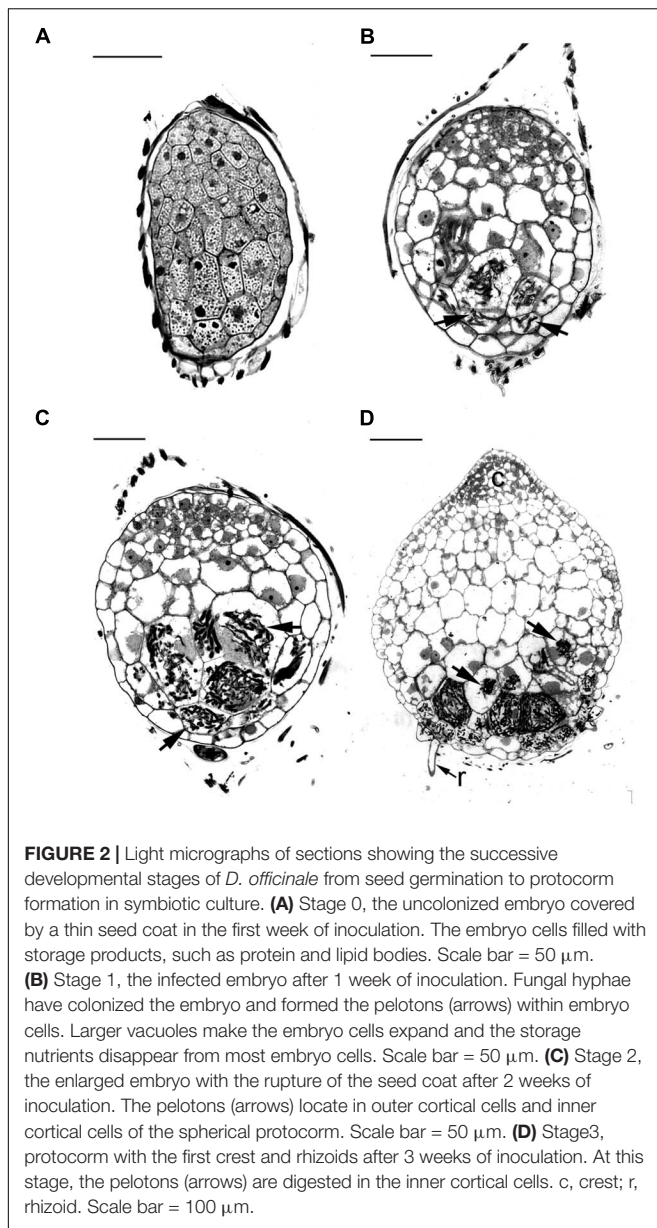 A
B
C
D
c
r
FIGURE 2 | Light micrographs of sections showing the successive
developmental stages of D. officinale from seed germination to protocorm
formation in symbiotic culture. (A) Stage 0, the uncolonized embryo covered
by a thin seed coat in the first week of inoculation. The embryo cells filled with
storage products, such as protein and lipid bodies. Scale bar = 50 μm.
(B) Stage 1, the infected embryo after 1 week of inoculation. Fungal hyphae
have colonized the embryo and formed the pelotons (arrows) within embryo
cells. Larger vacuoles make the embryo cells expand and the storage
nutrients disappear from most embryo cells. Scale bar = 50 μm. (C) Stage 2,
the enlarged embryo with the rupture of the seed coat after 2 weeks of
inoculation. The pelotons (arrows) locate in outer cortical cells and inner
cortical cells of the spherical protocorm. Scale bar = 50 μm. (D) Stage3,
protocorm with the first crest and rhizoids after 3 weeks of inoculation. At this
stage, the pelotons (arrows) are digested in the inner cortical cells. c, crest; r,
rhizoid. Scale bar = 100 μm.